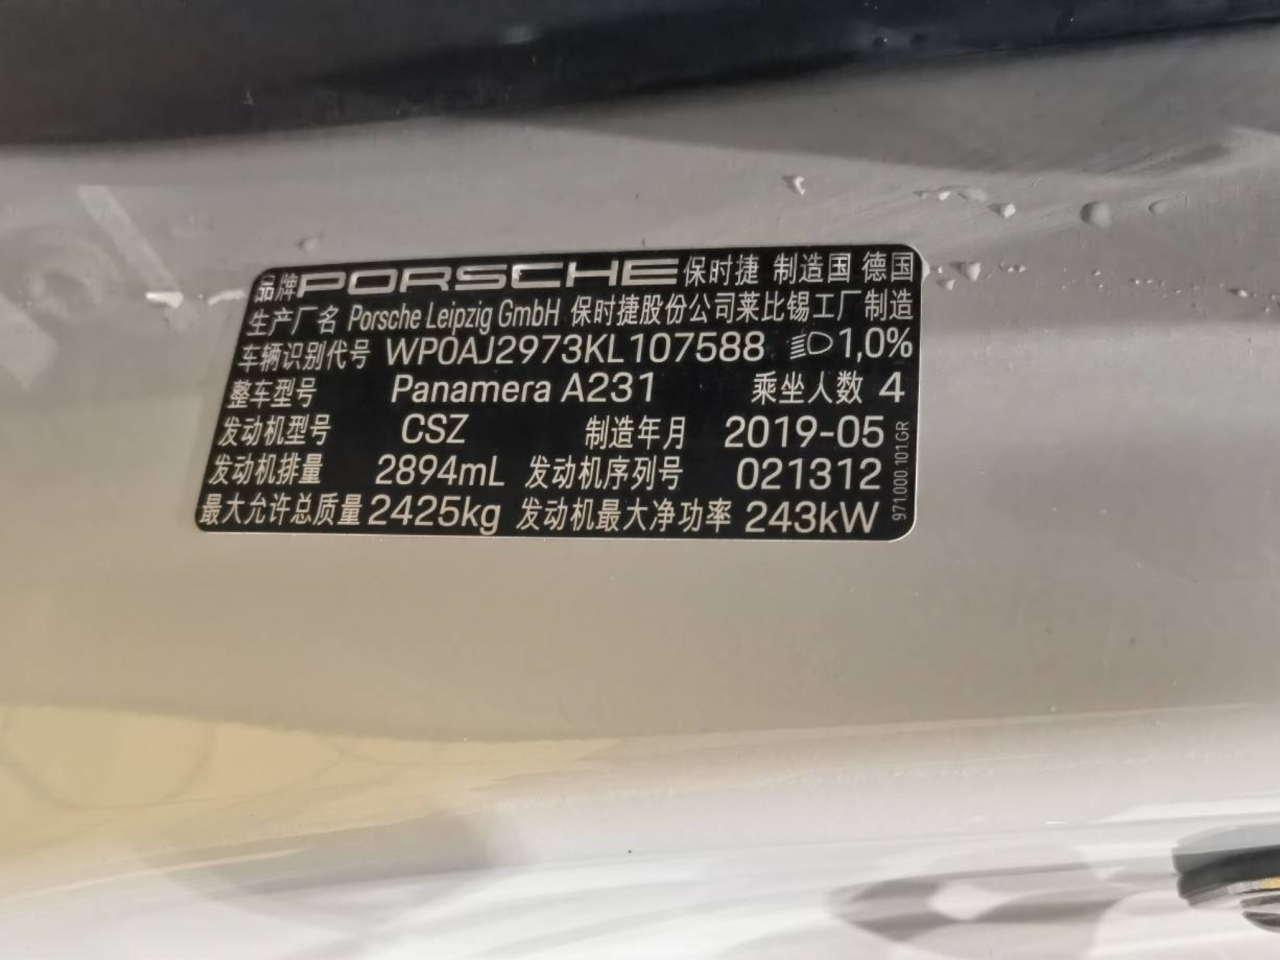 品牌 PORSCHE 保时捷 制造国 德国
生产厂名 Porsche Leipzig GmbH 保时捷股份公司莱比锡工厂制造
车辆识别代号 WP0AJ2973KL107588 1,0%
整车型号 Panamera A231 乘坐人数 4
发动机型号 CSZ 制造年月 2019-05
发动机排量 2894mL 发动机序列号 021312
最大允许总质量 2425kg 发动机最大净功率 243kW
971.000.101.GR